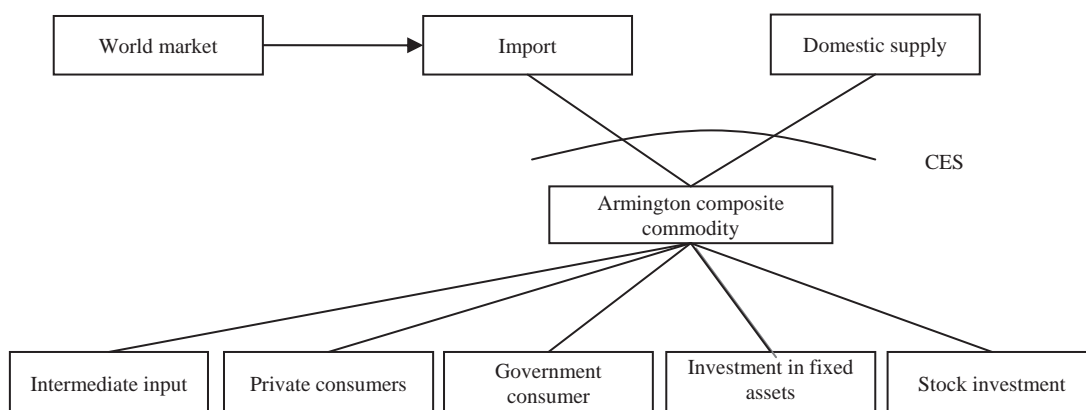 World market
Import
Domestic supply
CES
Armington composite
commodity
Intermediate input
Private consumers
Government
consumer
Investment in fixed
assets
Stock investment